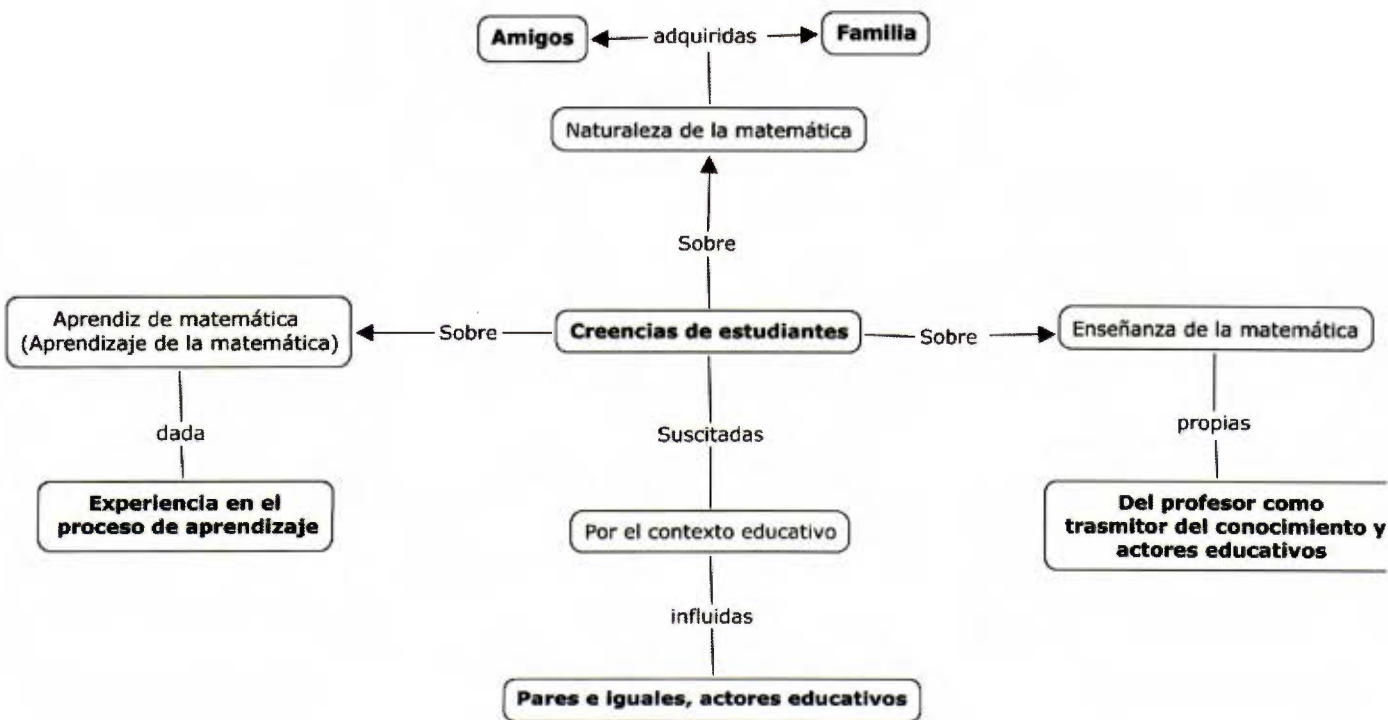 Amigos adquiridas Familia
Naturaleza de la matemática
Sobre
Aprendiz de matemática
(Aprendizaje de la matemática)
Sobre
Creencias de estudiantes
Sobre
Enseñanza de la matemática
dada
Suscitadas
propias
Experiencia en el
proceso de aprendizaje
Por el contexto educativo
Del profesor como
trasmitor del conocimiento y
actores educativos
influidas
Pares e iguales, actores educativos